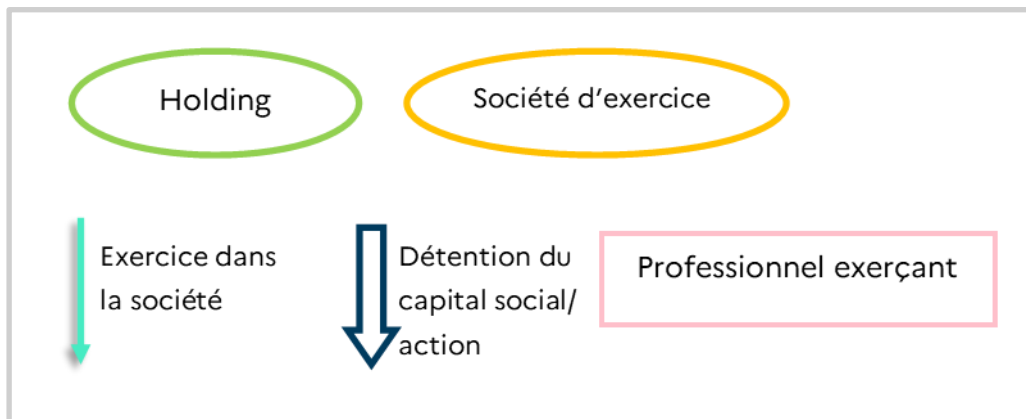 Holding
Société d'exercice
Exercice dans
la société
Détention du
capital social/
action
Professionnel exerçant